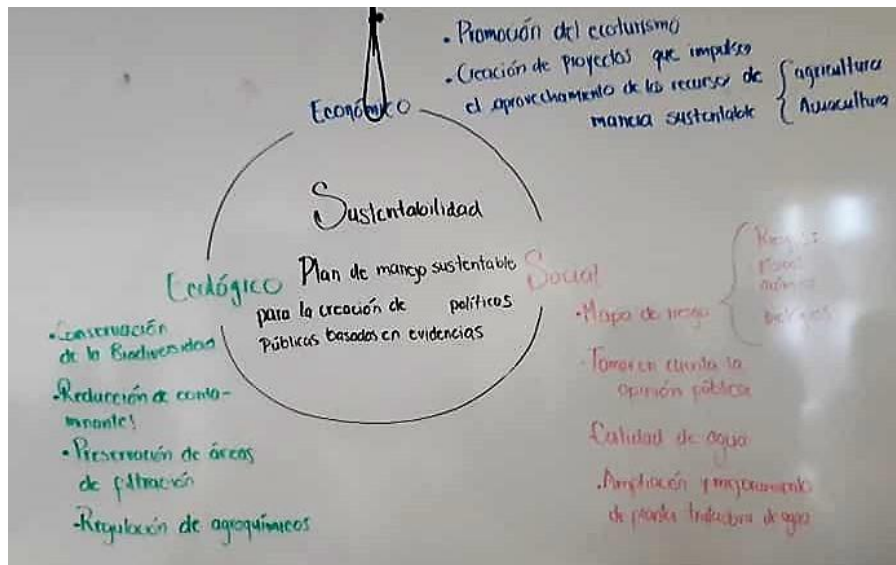 • Promoción del ecoturismo
• Creación de proyectos que impulse
el aprovechamiento de los recursos de
manera sustentable
agricultura
Acuacultura
Económico
Sustentabilidad
Plan de manejo sustentable
para la creación de políticos
Públicas basadas en evidencias
Ecológico
• Conservación
de la Biodiversidad
• Reducción de conta-
minantes
• Preservación de áreas
de filtración
• Regulación de agroquímicos
Social
• Mapa de riesgo
• Tomar en cuenta la
opinión pública
Calidad de agua
• Ampliación y mejoramiento
de planta tratadora de agua